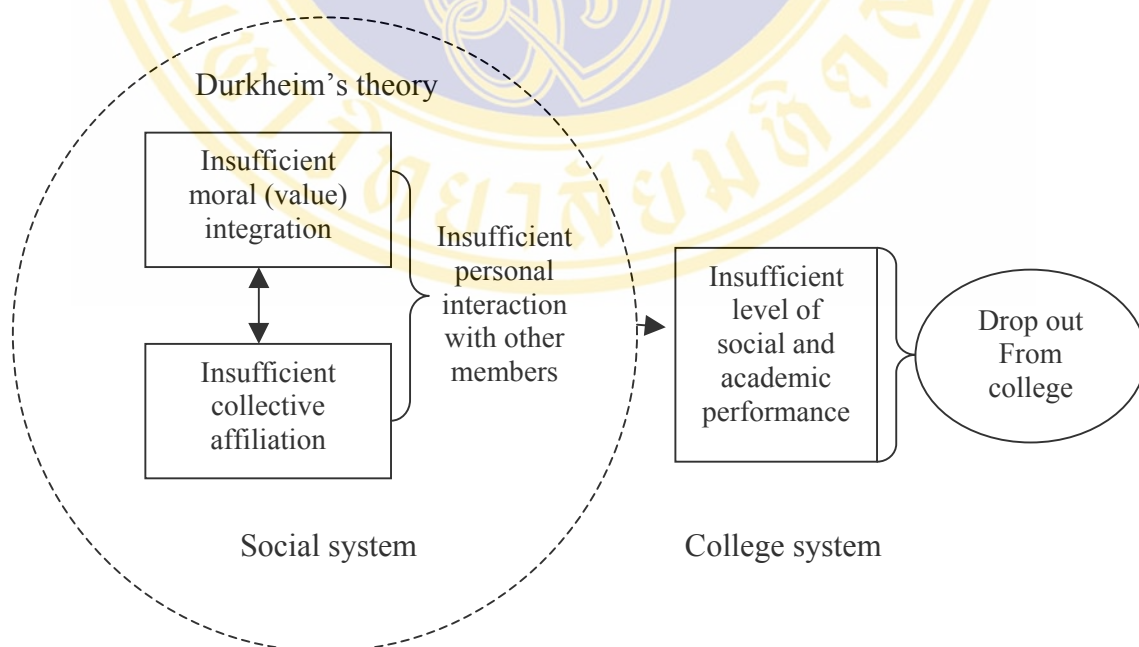 Durkheim's theory
Insufficient
moral (value)
integration
Insufficient
collective
affiliation
Insufficient
personal
interaction
with other
members
Insufficient
level of
social and
academic
performance
Drop out
From
college
Social system
College system